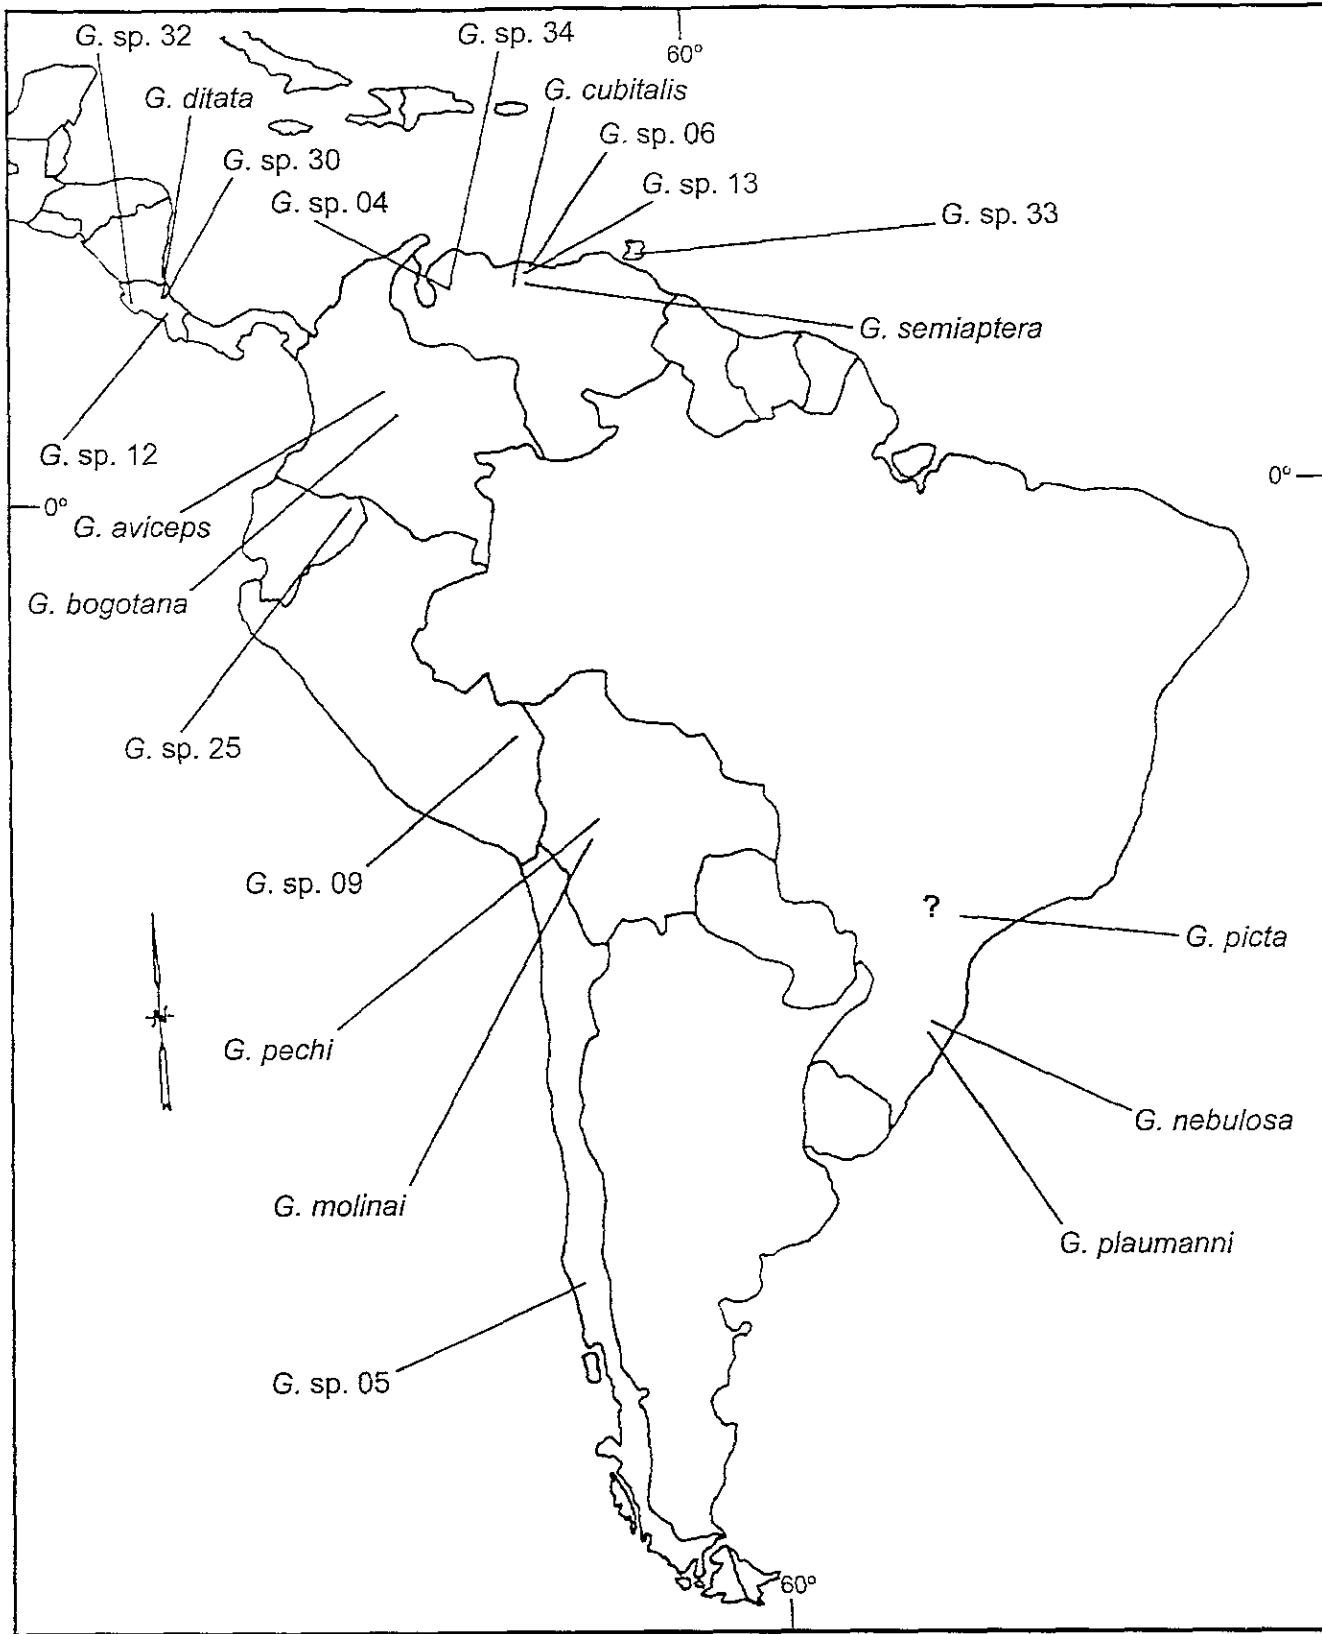 G. sp. 32
G. sp. 34
60°
G. ditata
G. cubitalis
G. sp. 06
G. sp. 30
G. sp. 13
G. sp. 04
G. sp. 33
G. semiaptera
G. sp. 12
0°
0°
G. aviceps
G. bogotana
G. sp. 25
G. sp. 09
?
G. picta
G. pechi
G. nebulosa
G. molinai
G. plaumanni
G. sp. 05
60°